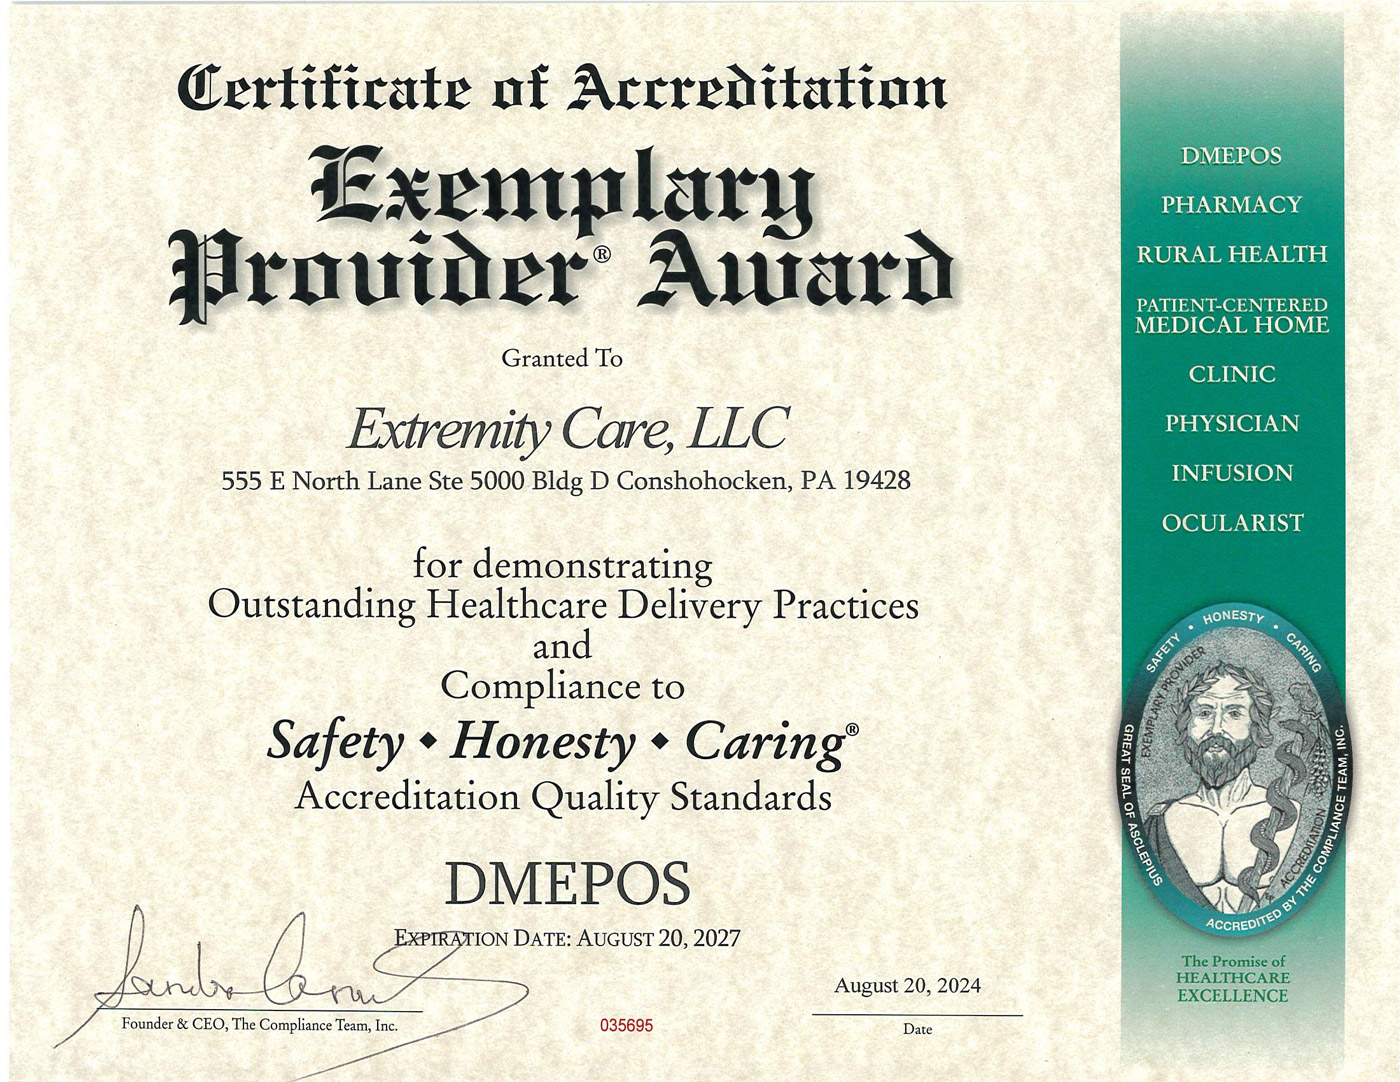 Certificate of Accreditation
Exemplary
Provider® Award
Granted To
Extremity Care, LLC
555 E North Lane Ste 5000 Bldg D Conshohocken, PA 19428
for demonstrating
Outstanding Healthcare Delivery Practices
and
Compliance to
Safety ◆ Honesty ◆ Caring®
Accreditation Quality Standards
DMEPOS
EXPIRATION DATE: AUGUST 20, 2027
Founder & CEO, The Compliance Team, Inc.
035695
August 20, 2024
Date
DMEPOS
PHARMACY
RURAL HEALTH
PATIENT-CENTERED
MEDICAL HOME
CLINIC
PHYSICIAN
INFUSION
OCULARIST
SAFETY • HONESTY • CARING
EXEMPLARY PROVIDER
ACCREDITATION
GREAT SEAL OF ASCLEPIUS
ACCREDITED BY THE COMPLIANCE TEAM, INC.
The Promise of
HEALTHCARE
EXCELLENCE